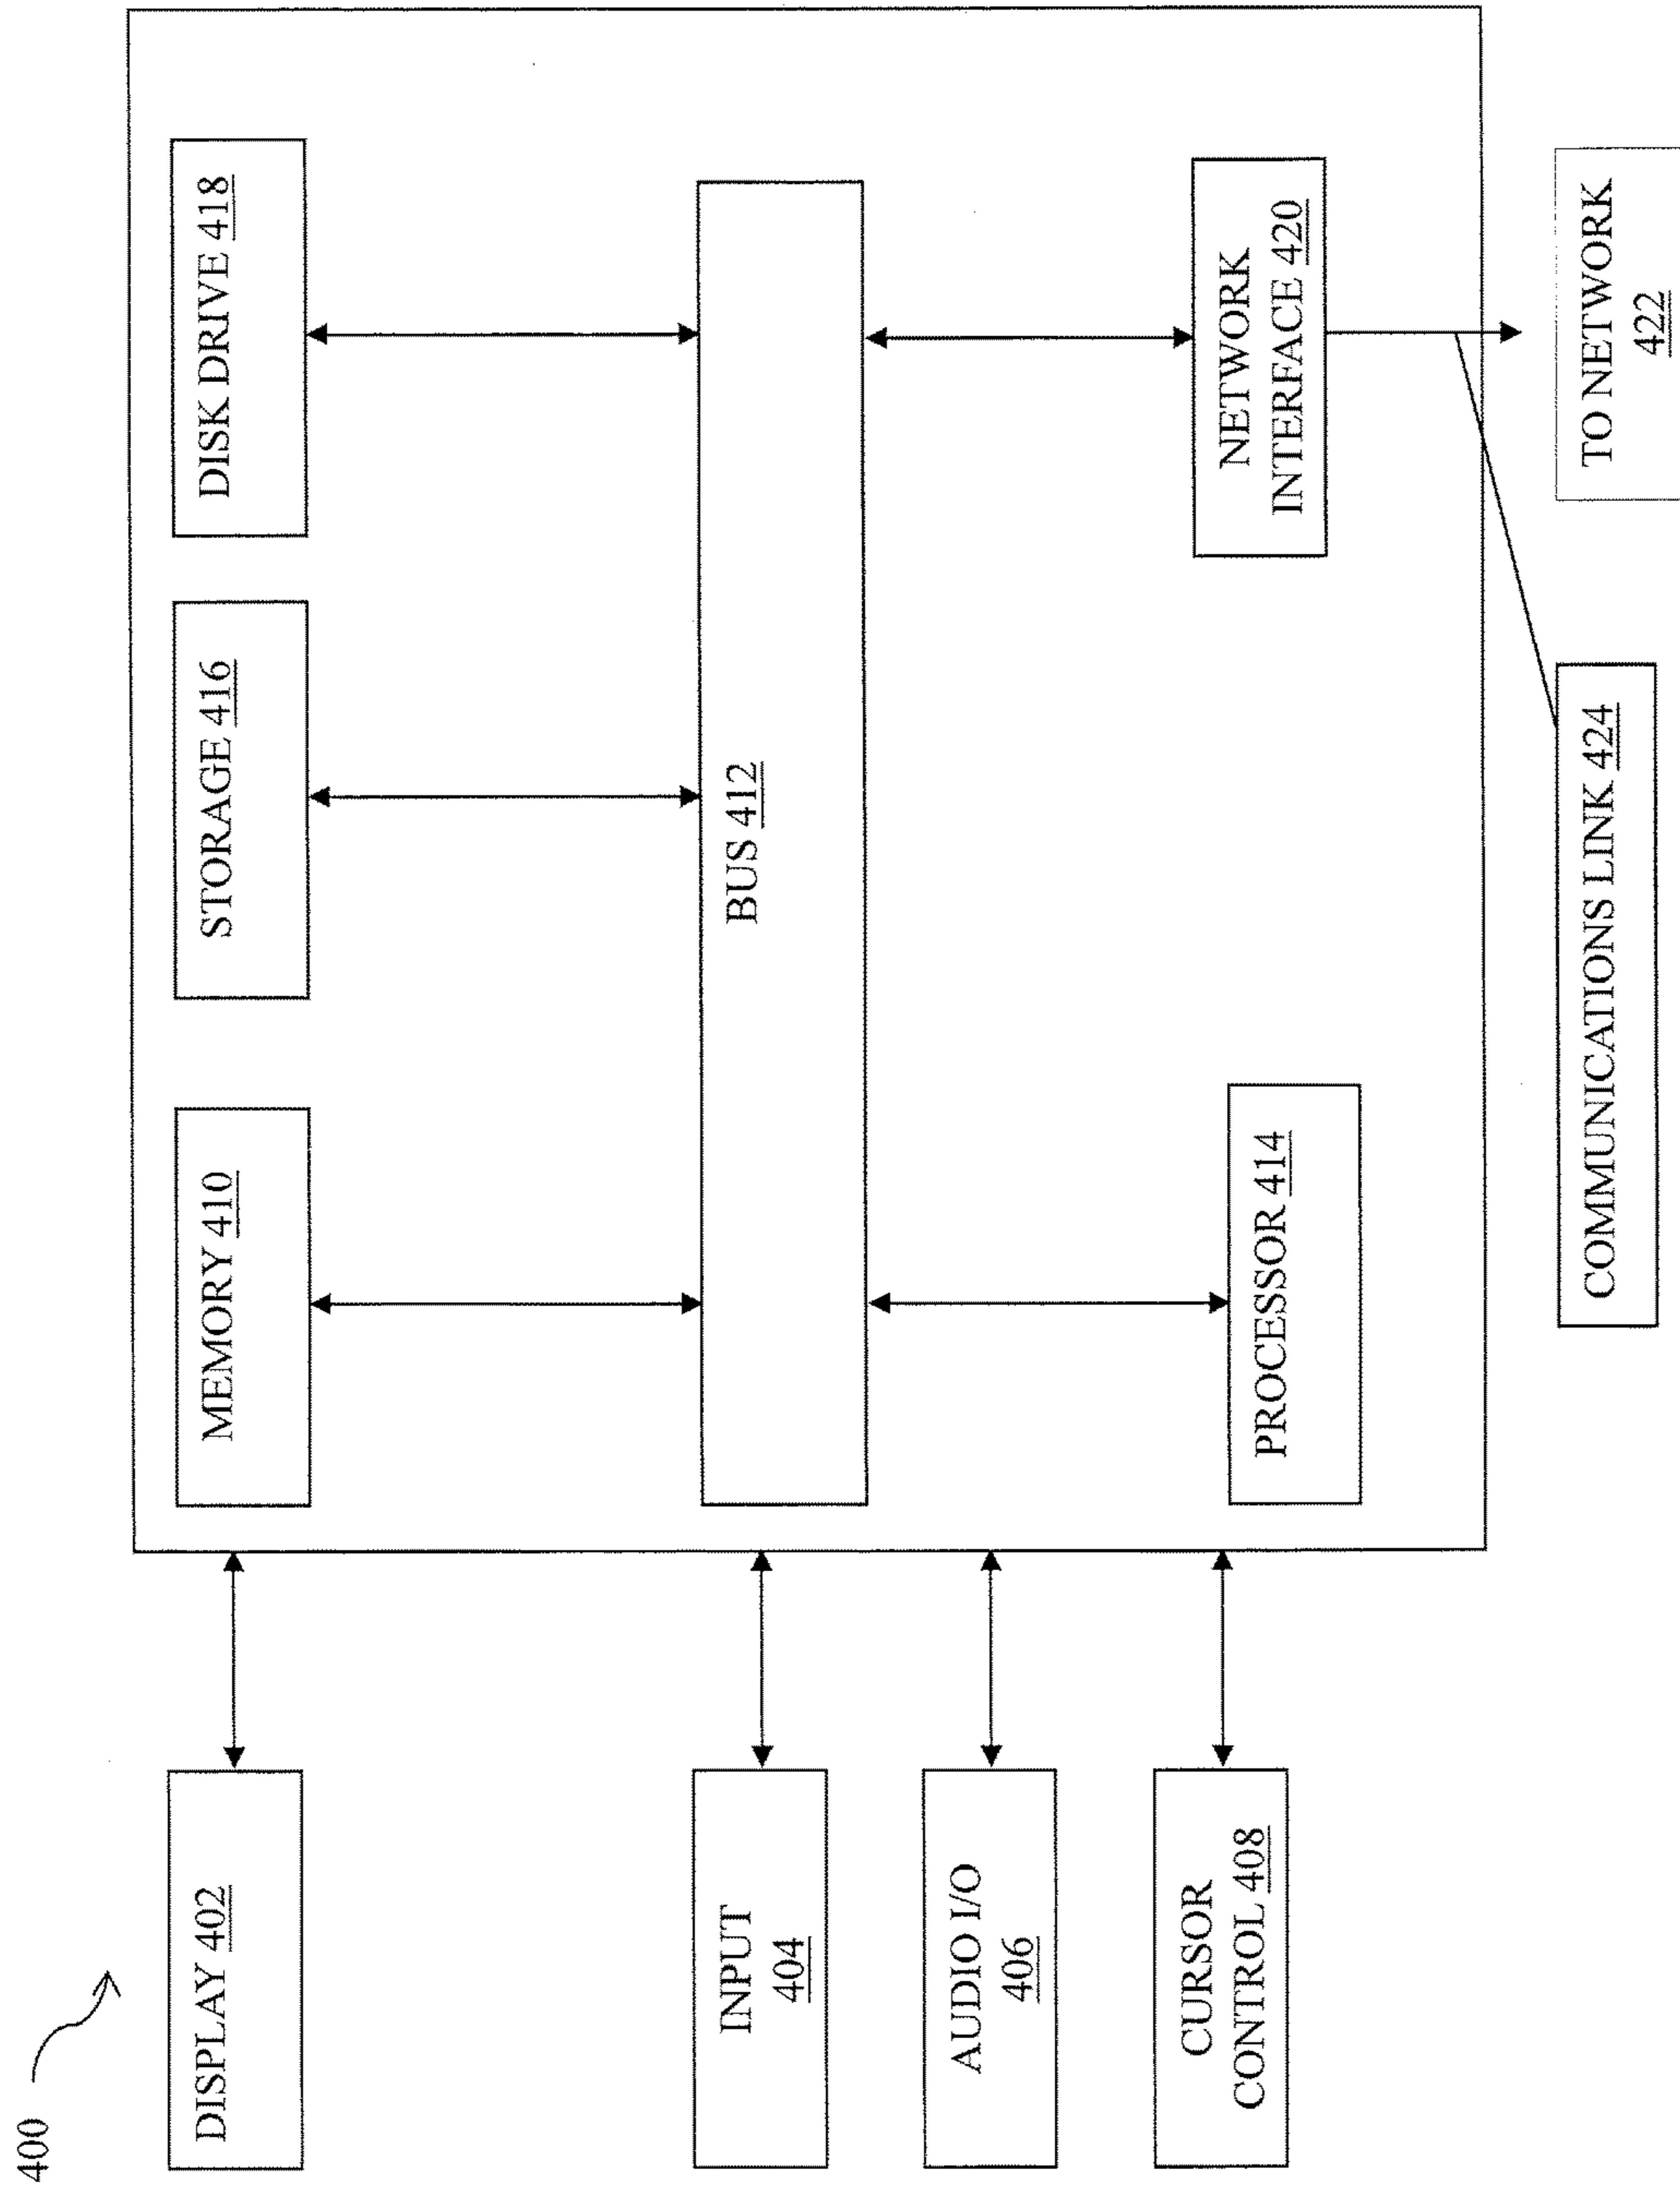 400
DISPLAY 402
INPUT
404
AUDIO I/O
406
CURSOR
CONTROL 408
MEMORY 410
STORAGE 416
DISK DRIVE 418
BUS 412
PROCESSOR 414
NETWORK
INTERFACE 420
COMMUNICATIONS LINK 424
TO NETWORK
422